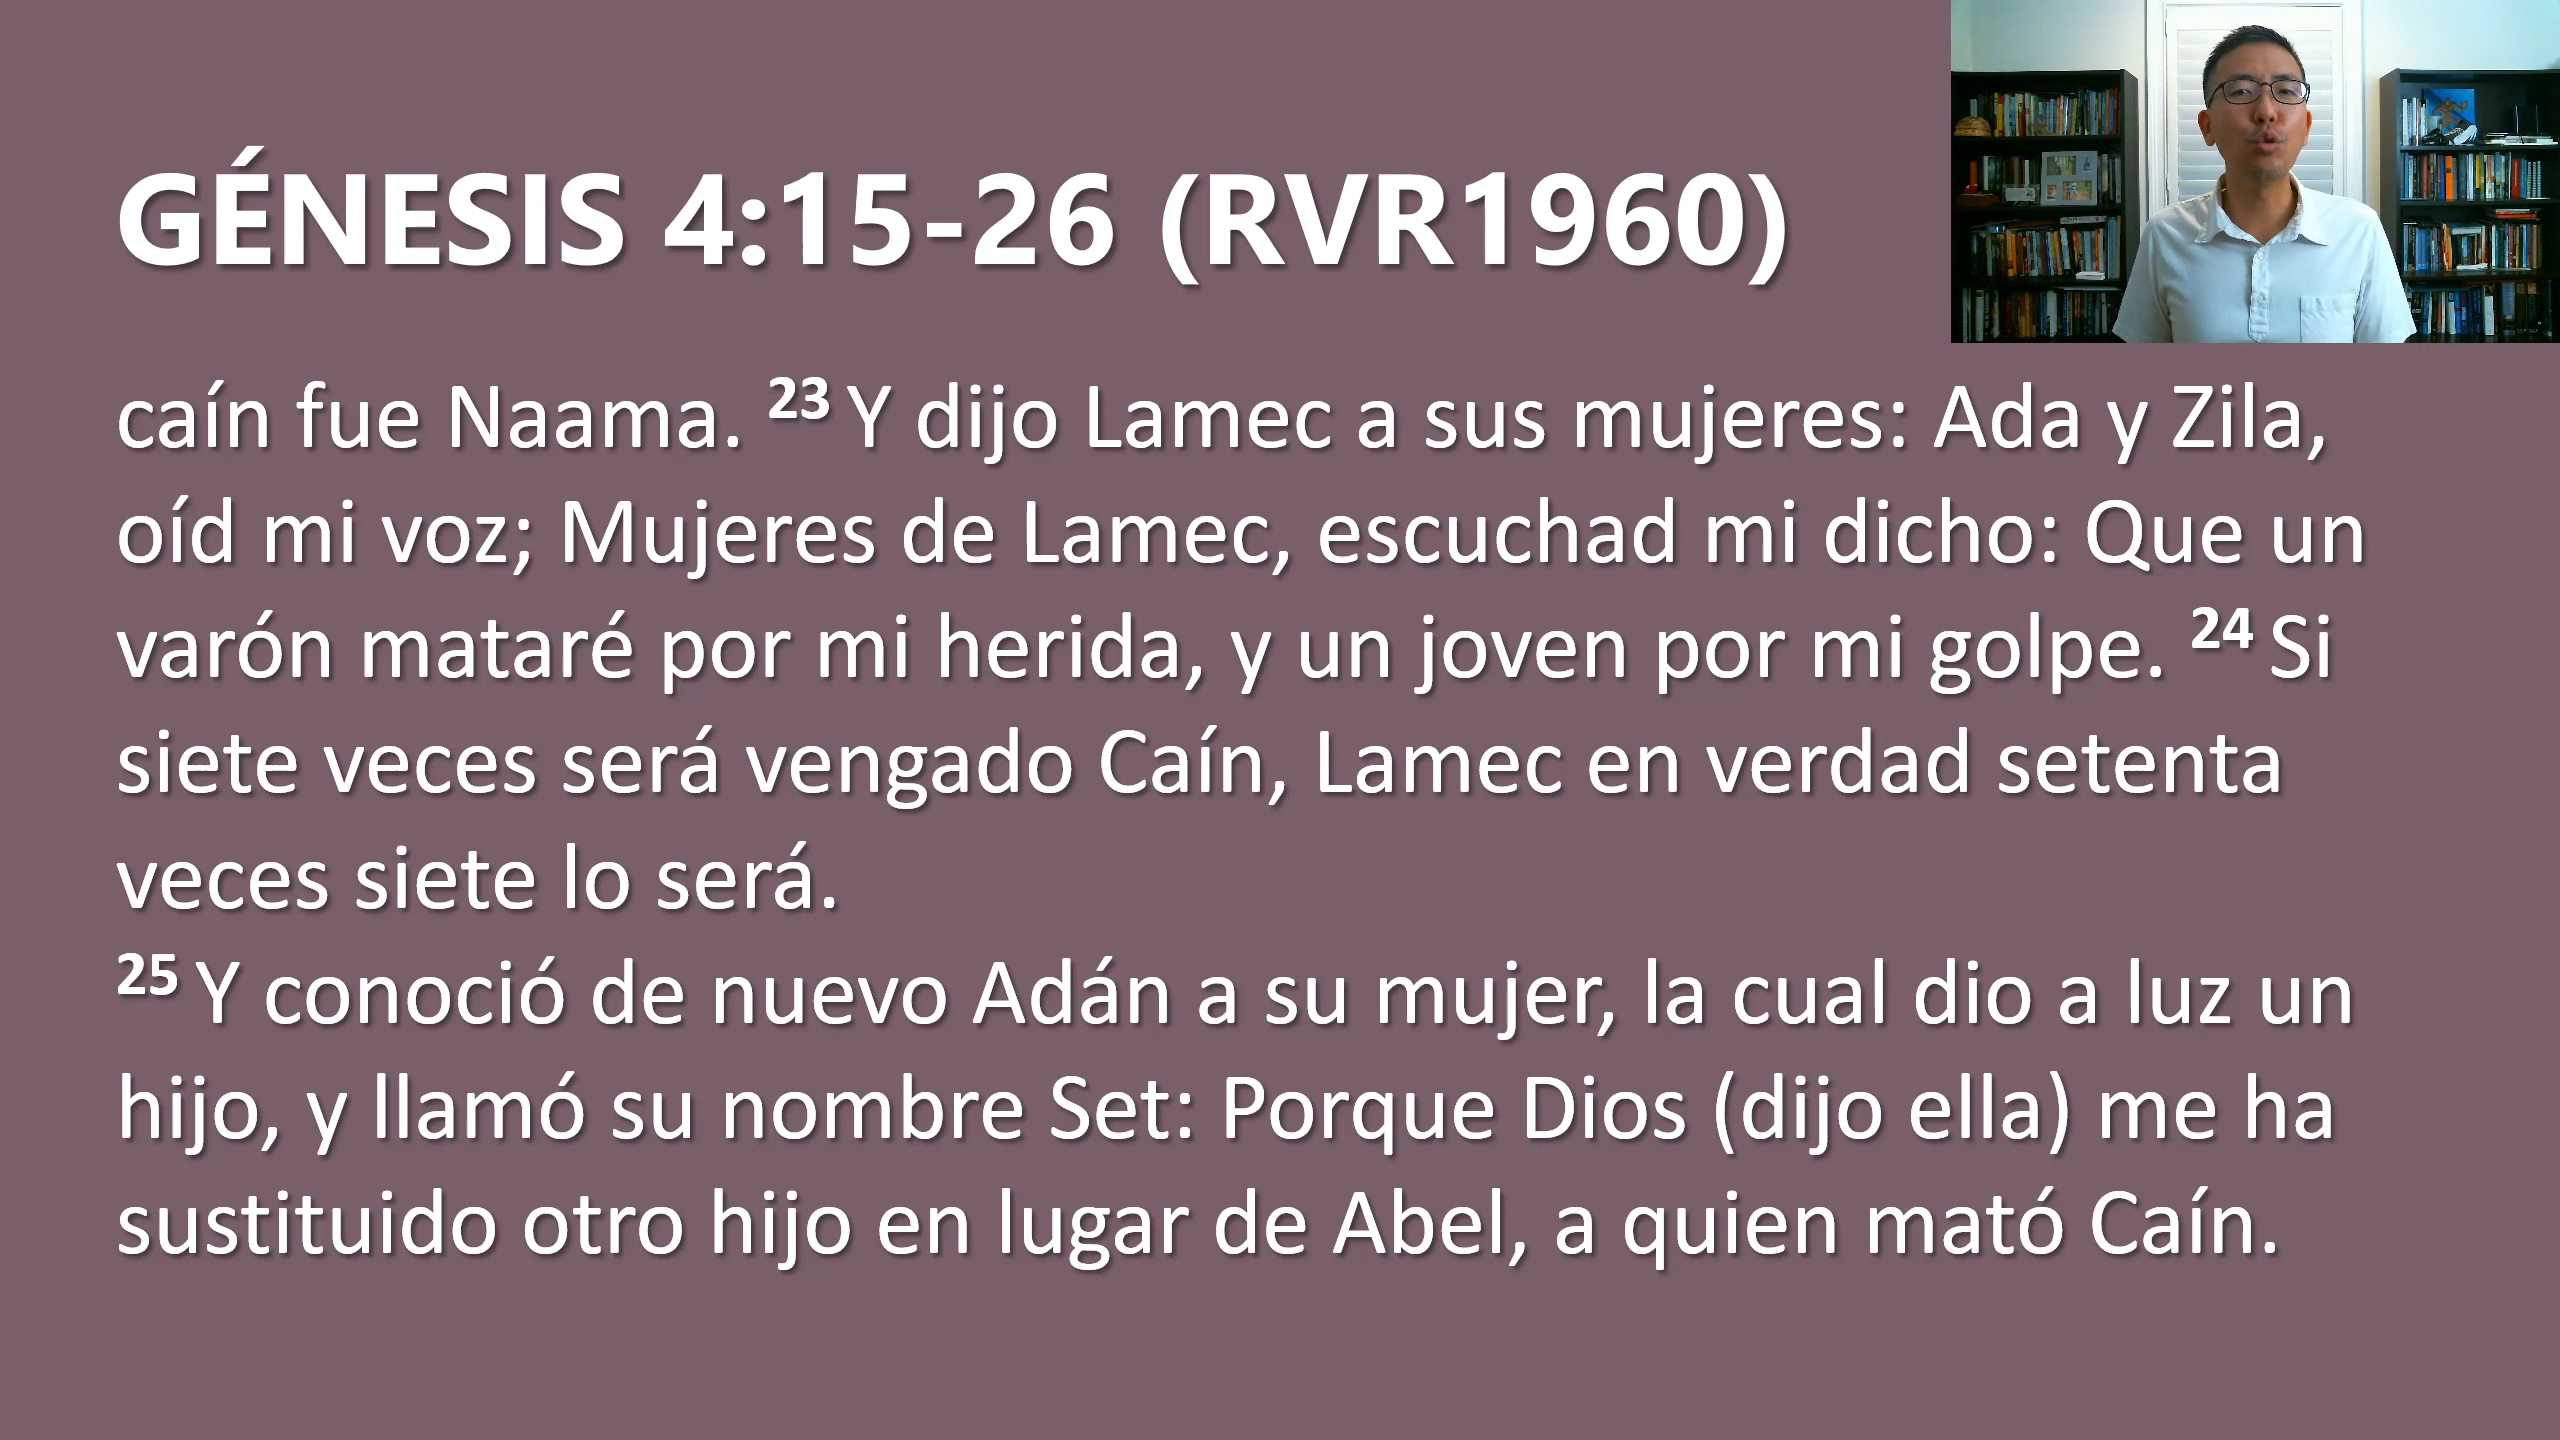 GÉNESIS 4:15-26 (RVR1960)
caín fue Naama. 23 Y dijo Lamec a sus mujeres: Ada y Zila,
oíd mi voz; Mujeres de Lamec, escuchad mi dicho: Que un
varón mataré por mi herida, y un joven por mi golpe. 24 Si
siete veces será vengado Caín, Lamec en verdad setenta
veces siete lo será.
25 Y conoció de nuevo Adán a su mujer, la cual dio a luz un
hijo, y llamó su nombre Set: Porque Dios (dijo ella) me ha
sustituido otro hijo en lugar de Abel, a quien mató Caín.